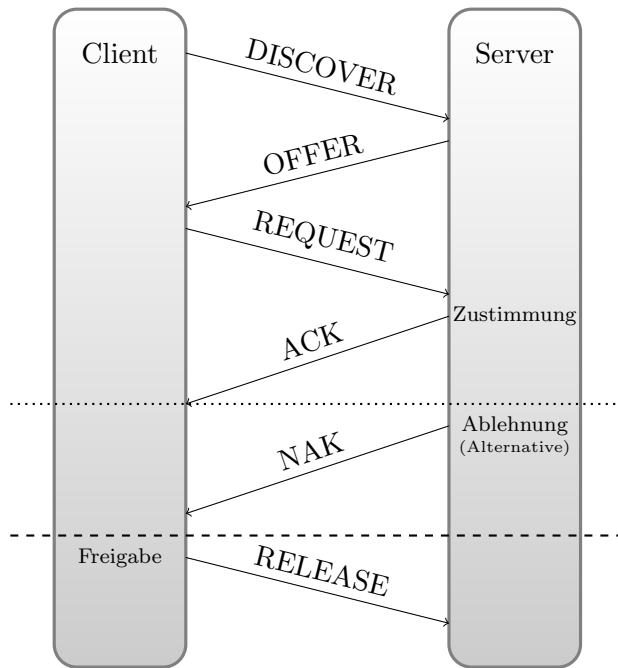 Client
Server
DISCOVER
OFFER
REQUEST
Zustimmung
ACK
Ablehnung
(Alternative)
NAK
Freigabe
RELEASE